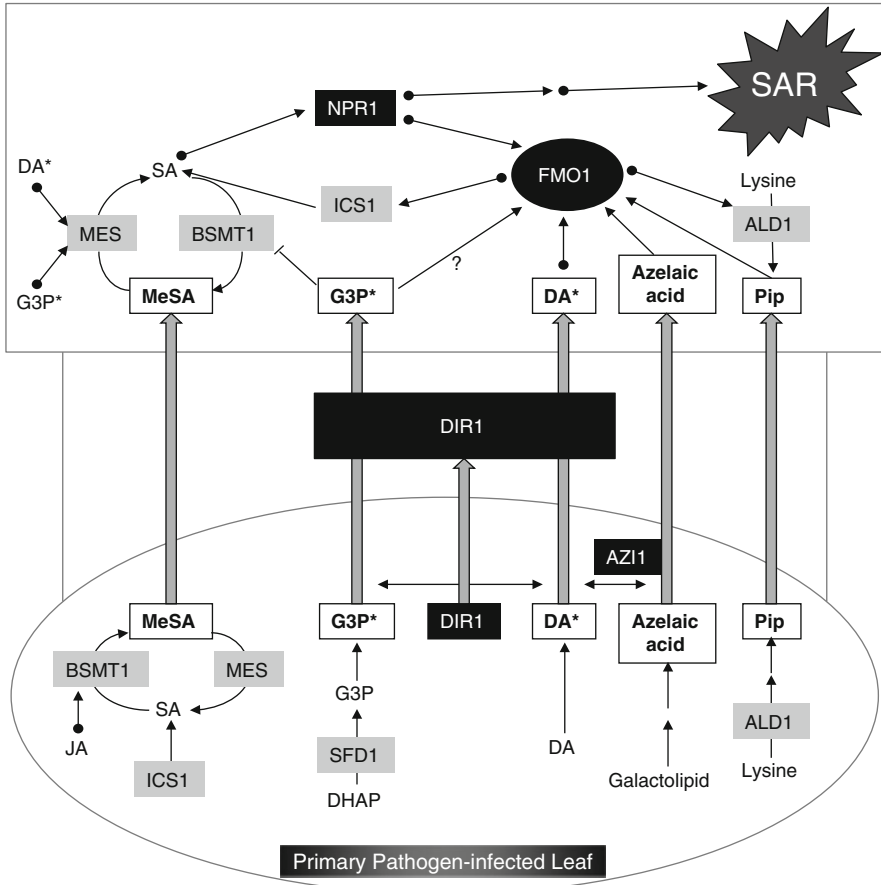 SAR
NPR1
SA
DA*
FMO1
Lysine
ICS1
MES
BSMT1
ALD1
?
G3P*
MeSA
G3P*
DA*
Azelaic
acid
Pip
DIR1
AZI1
MeSA
G3P*
DIR1
DA*
Azelaic
acid
Pip
BSMT1
MES
G3P
SA
ALD1
JA
SFD1
DA
ICS1
Galactolipid
Lysine
DHAP
Primary Pathogen-infected Leaf